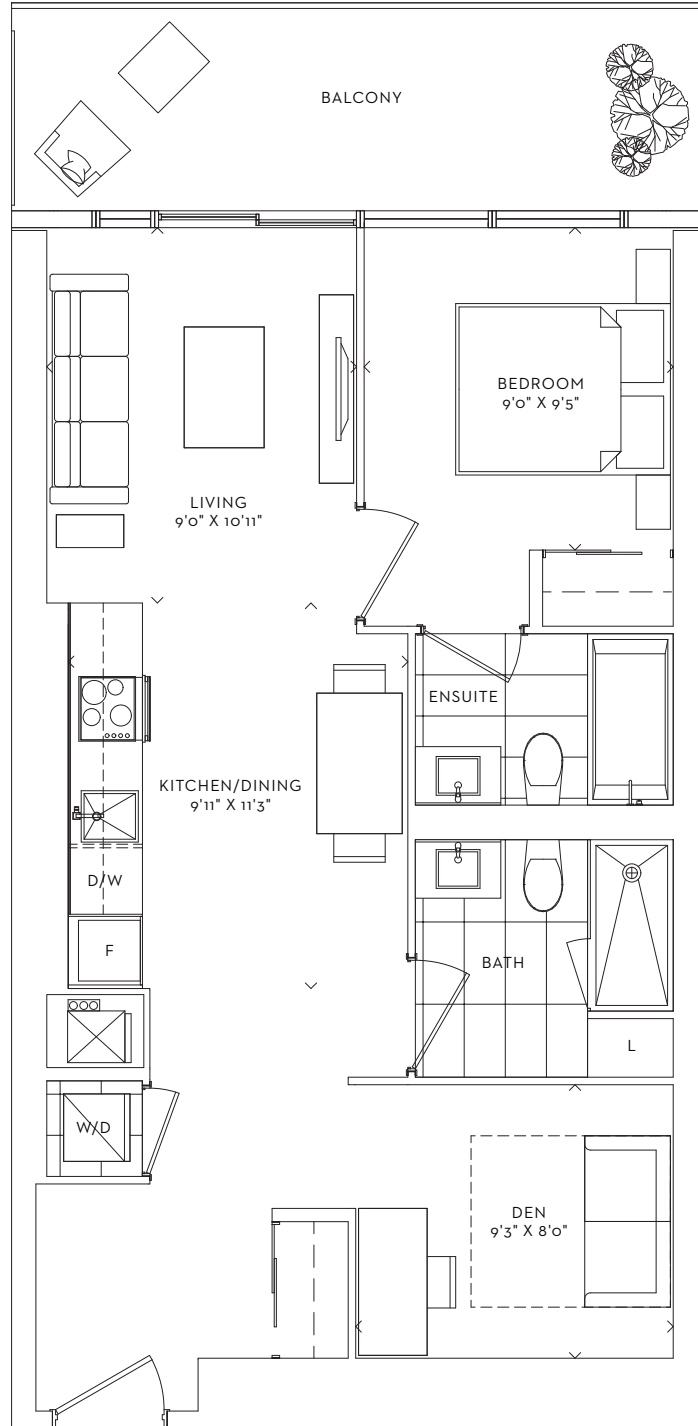 BALCONY
BEDROOM
9'0" X 9'5"
LIVING
9'0" X 10'11"
ENSUITE
KITCHEN/DINING
9'11" X 11'3"
D/W
F
BATH
L
W/D
DEN
9'3" X 8'0"